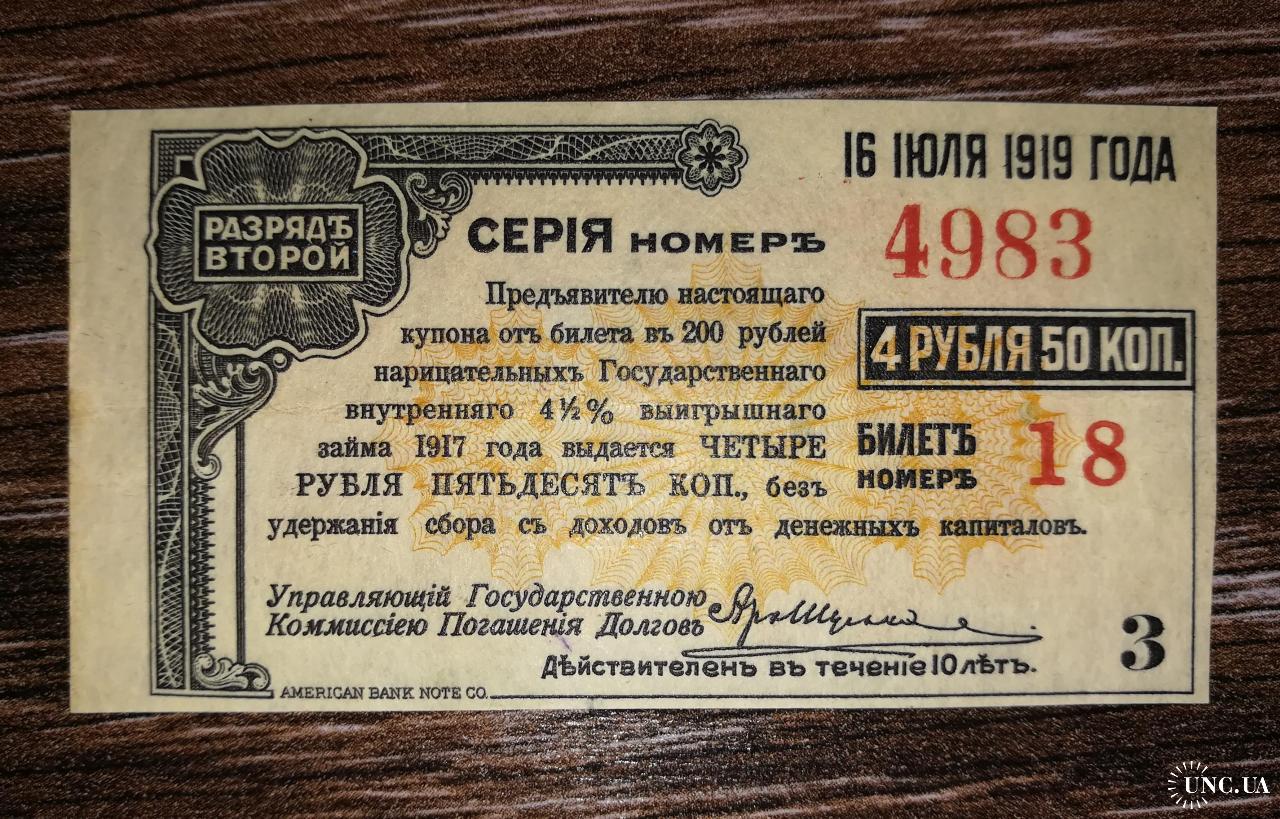 16 ІЮЛЯ 1919 ГОДА
РАЗРЯДЪ
ВТОРОЙ
СЕРІЯ НОМЕРЪ 4983
Предъявителю настоящаго
купона отъ билета въ 200 рублей
нарицательныхъ Государственнаго
внутренняго 4½% выигрышнаго
займа 1917 года выдается ЧЕТЫРЕ
РУБЛЯ ПЯТЬДЕСЯТЪ КОП., безъ
удержанія сбора съ доходовъ отъ денежныхъ капиталовъ.
4 РУБЛЯ 50 КОП.
БИЛЕТЪ
НОМЕРЪ 18
Управляющій Государственною
Коммиссіею Погашенія Долговъ
Дѣйствителенъ въ теченіе 10 лѣтъ.
3
AMERICAN BANK NOTE CO.
UNC.UA